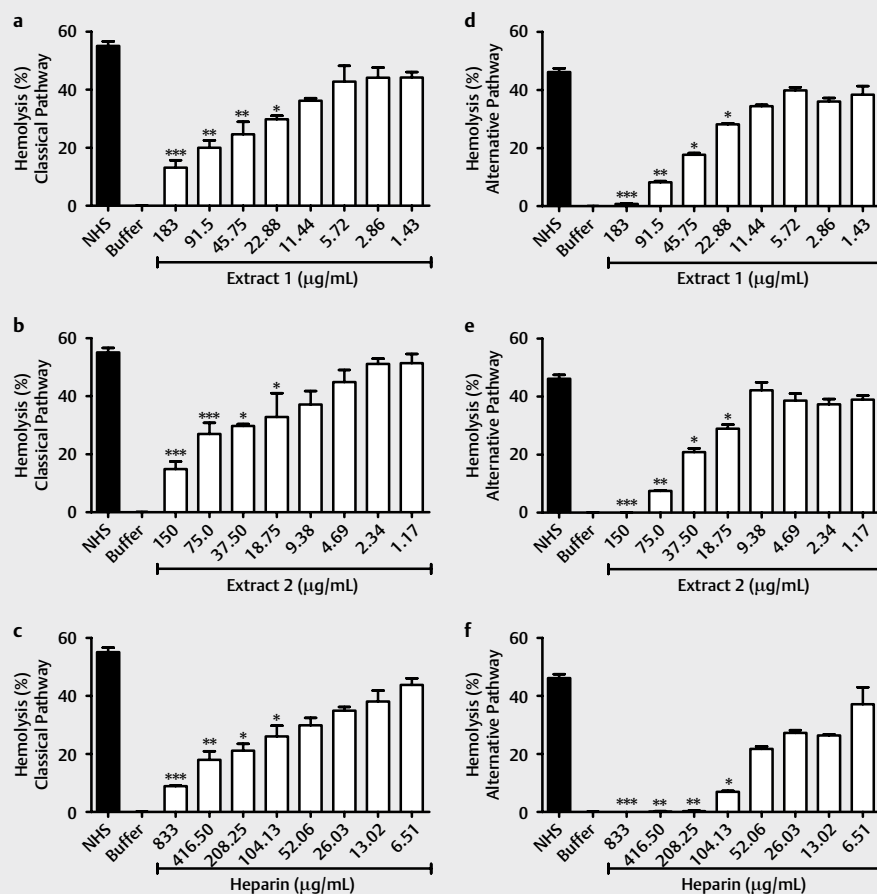 a
Hemolysis (%)
Classical Pathway
60
40
20
0
***
**
**
*
NHS
Buffer
183
91.5
45.75
22.88
11.44
5.72
2.86
1.43
Extract 1 (μg/mL)
d
Hemolysis (%)
Alternative Pathway
60
40
20
0
***
**
*
*
NHS
Buffer
183
91.5
45.75
22.88
11.44
5.72
2.86
1.43
Extract 1 (μg/mL)
b
Hemolysis (%)
Classical Pathway
60
40
20
0
***
***
*
*
NHS
Buffer
150
75.0
37.50
18.75
9.38
4.69
2.34
1.17
Extract 2 (μg/mL)
e
Hemolysis (%)
Alternative Pathway
60
40
20
0
***
**
*
*
NHS
Buffer
150
75.0
37.50
18.75
9.38
4.69
2.34
1.17
Extract 2 (μg/mL)
c
Hemolysis (%)
Classical Pathway
60
40
20
0
***
**
*
*
NHS
Buffer
833
416.50
208.25
104.13
52.06
26.03
13.02
6.51
Heparin (μg/mL)
f
Hemolysis (%)
Alternative Pathway
60
40
20
0
***
**
**
*
NHS
Buffer
833
416.50
208.25
104.13
52.06
26.03
13.02
6.51
Heparin (μg/mL)